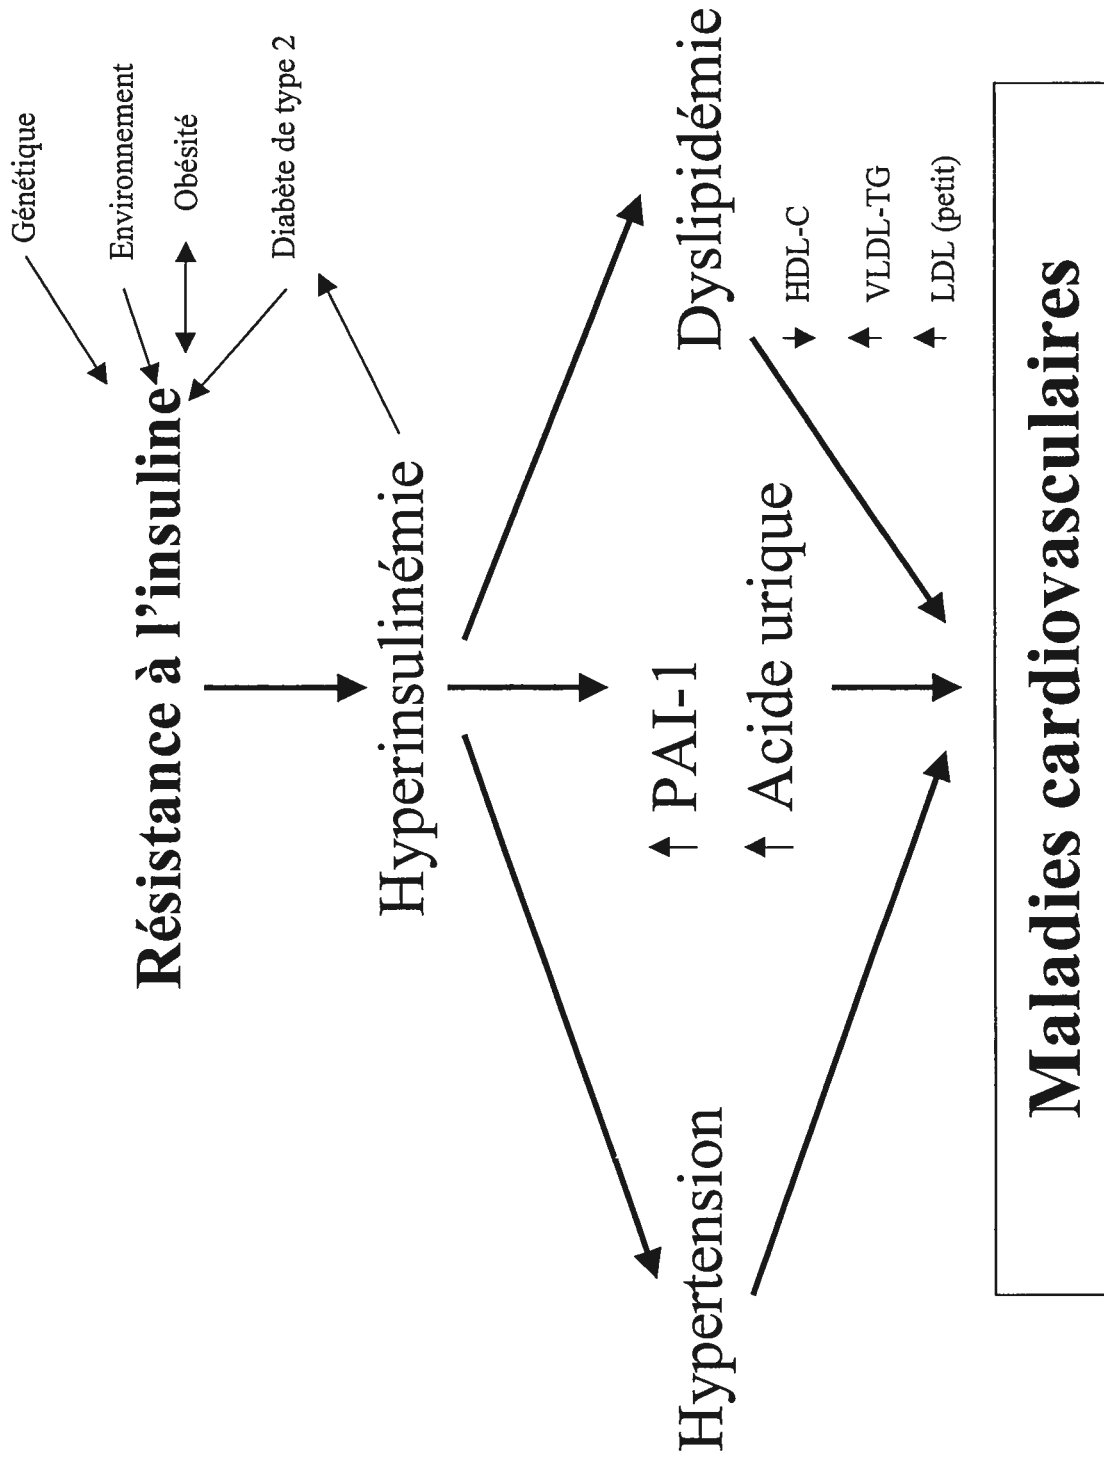 Génétique
Environnement
Résistance à l'insuline
Obésité
Diabète de type 2
Hyperinsulinémie
Hypertension
↑ PAI-1
↑ Acide urique
Dyslipidémie
↓ HDL-C
↑ VLDL-TG
↑ LDL (petit)
Maladies cardiovasculaires